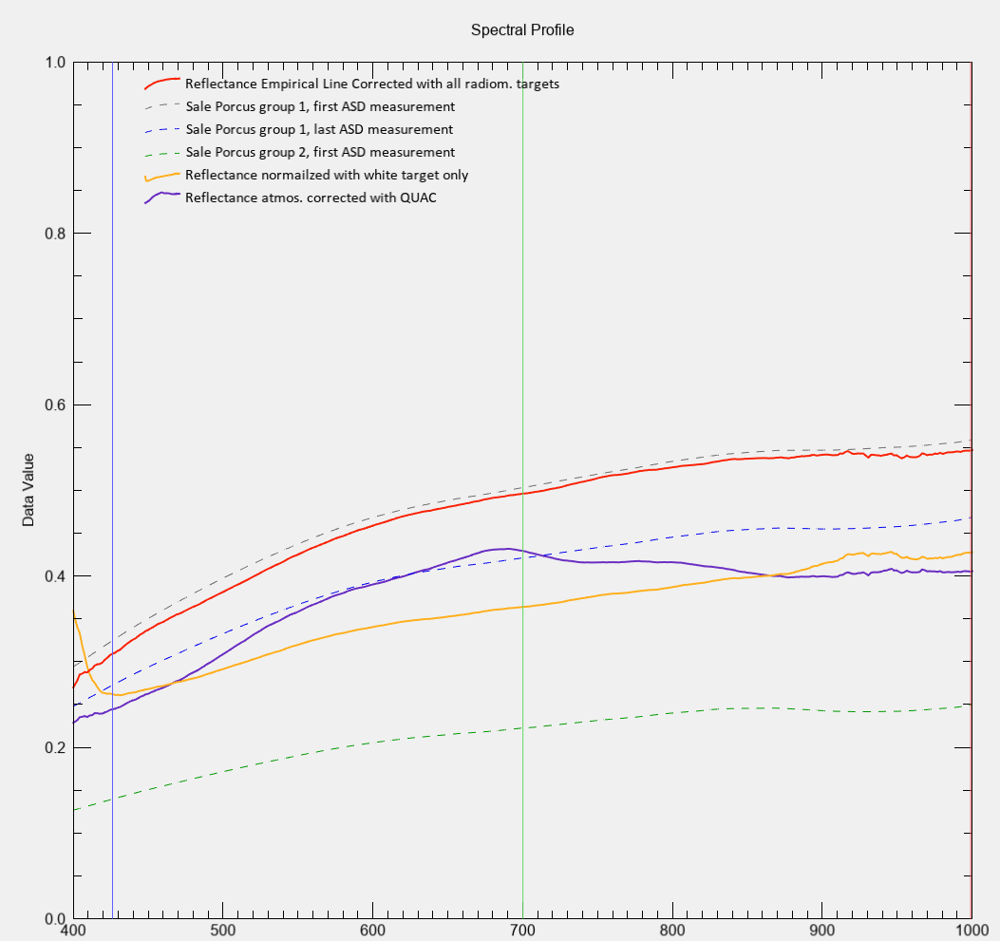 Spectral Profile
1.0
Reflectance Empirical Line Corrected with all radiom. targets
Sale Porcus group 1, first ASD measurement
Sale Porcus group 1, last ASD measurement
Sale Porcus group 2, first ASD measurement
Reflectance normailzed with white target only
Reflectance atmos. corrected with QUAC
0.8
0.6
Data Value
0.4
0.2
0.0
400 500 600 700 800 900 1000